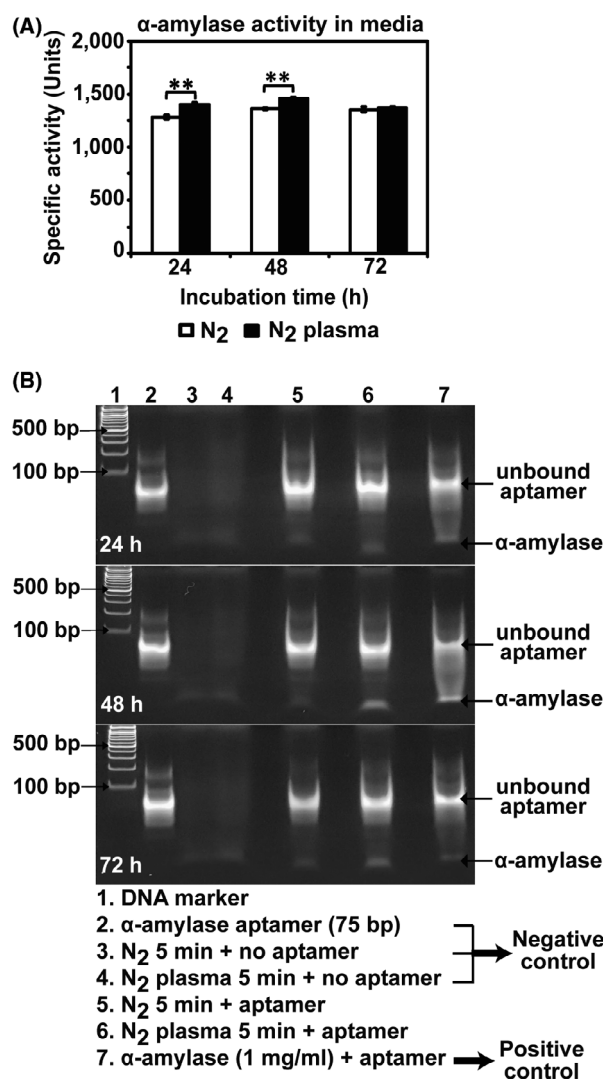 (A) α-amylase activity in media
Specific activity (Units)
2,000
1,500
1,000
500
0
** **
24 48 72
Incubation time (h)
N2 N2 plasma
(B)
1 2 3 4 5 6 7
500 bp
100 bp
unbound
aptamer
α-amylase
24 h
500 bp
100 bp
unbound
aptamer
α-amylase
48 h
500 bp
100 bp
unbound
aptamer
α-amylase
72 h
1. DNA marker
2. α-amylase aptamer (75 bp)
3. N2 5 min + no aptamer
4. N2 plasma 5 min + no aptamer
Negative
control
5. N2 5 min + aptamer
6. N2 plasma 5 min + aptamer
7. α-amylase (1 mg/ml) + aptamer
Positive
control